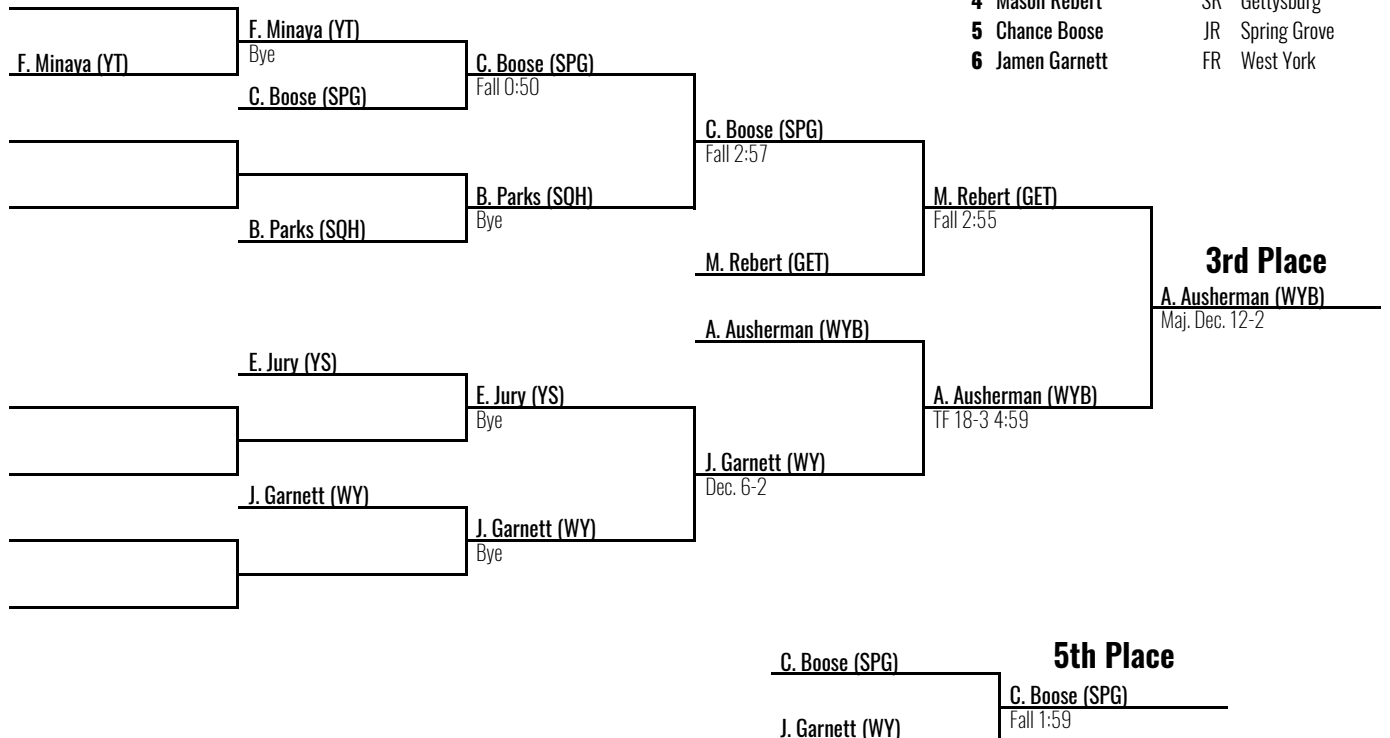 4 Mason Rebert SR Gettysburg
5 Chance Boose JR Spring Grove
6 Jamen Garnett FR West York
F. Minaya (YT)
F. Minaya (YT)
Bye
C. Boose (SPG)
C. Boose (SPG)
Fall 0:50
B. Parks (SQH)
B. Parks (SQH)
Bye
C. Boose (SPG)
Fall 2:57
M. Rebert (GET)
M. Rebert (GET)
Fall 2:55
3rd Place
A. Ausherman (WYB)
Maj. Dec. 12-2
A. Ausherman (WYB)
E. Jury (YS)
E. Jury (YS)
Bye
A. Ausherman (WYB)
TF 18-3 4:59
J. Garnett (WY)
Dec. 6-2
J. Garnett (WY)
J. Garnett (WY)
Bye
5th Place
C. Boose (SPG)
C. Boose (SPG)
Fall 1:59
J. Garnett (WY)